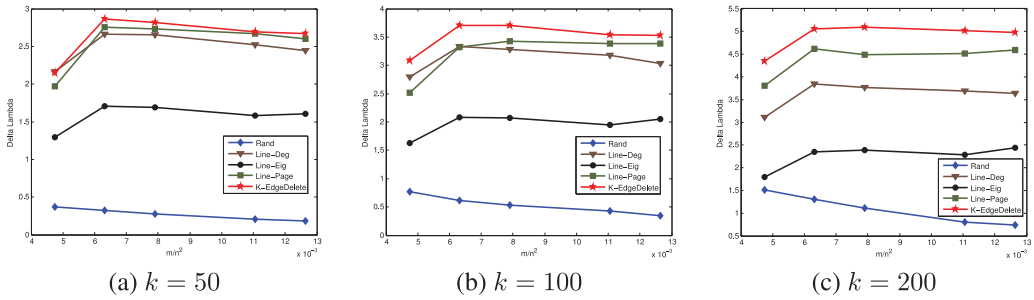 3
2.5
2
1.5
1
0.5
0
Delta Lambda
4 5 6 7 8 9 10 11 12 13
m/n²
x 10⁻³
Rand
Line−Deg
Line−Eig
Line−Page
K−EdgeDelete
(a) k = 50
4
3.5
3
2.5
2
1.5
1
0.5
0
Delta Lambda
4 5 6 7 8 9 10 11 12 13
m/n²
x 10⁻³
Rand
Line−Deg
Line−Eig
Line−Page
K−EdgeDelete
(b) k = 100
5.5
5
4.5
4
3.5
3
2.5
2
1.5
1
0.5
Delta Lambda
4 5 6 7 8 9 10 11 12 13
m/n²
x 10⁻³
Rand
Line−Deg
Line−Eig
Line−Page
K−EdgeDelete
(c) k = 200